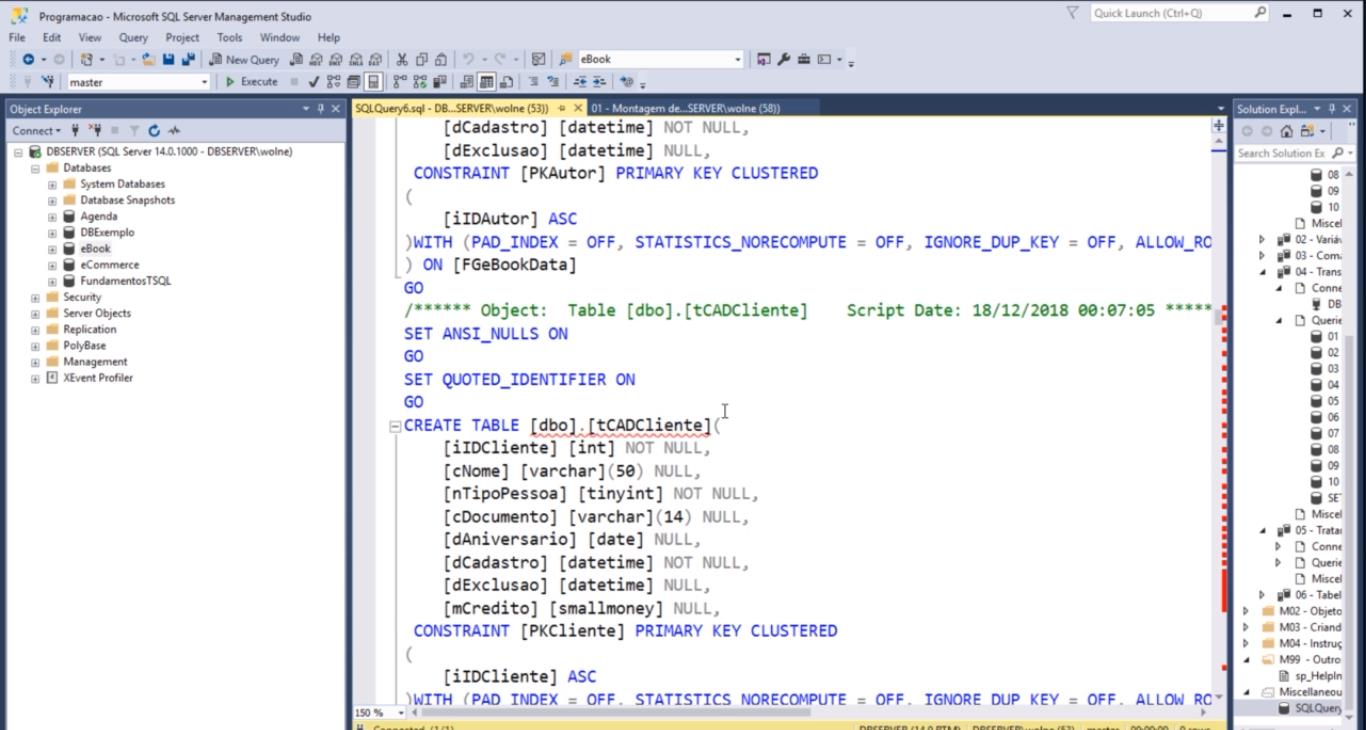 Programacao - Microsoft SQL Server Management Studio
Quick Launch (Ctrl+Q)
File Edit View Query Project Tools Window Help
New Query
eBook
master
Execute
Object Explorer
Connect
DBSERVER (SQL Server 14.0.1000 - DBSERVER\wolne)
Databases
System Databases
Database Snapshots
Agenda
DBExemplo
eBook
eCommerce
FundamentosTSQL
Security
Server Objects
Replication
PolyBase
Management
XEvent Profiler
SQLQuery6.sql - DB...SERVER\wolne (53))
01 - Montagem de...SERVER\wolne (58))
[dCadastro] [datetime] NOT NULL,
[dExclusao] [datetime] NULL,
CONSTRAINT [PKAutor] PRIMARY KEY CLUSTERED
(
[iIDAutor] ASC
)WITH (PAD_INDEX = OFF, STATISTICS_NORECOMPUTE = OFF, IGNORE_DUP_KEY = OFF, ALLOW_RO
) ON [FGeBookData]
GO
/****** Object:  Table [dbo].[tCADCliente]    Script Date: 18/12/2018 00:07:05 *****
SET ANSI_NULLS ON
GO
SET QUOTED_IDENTIFIER ON
GO
CREATE TABLE [dbo].[tCADCliente](
[iIDCliente] [int] NOT NULL,
[cNome] [varchar](50) NULL,
[nTipoPessoa] [tinyint] NOT NULL,
[cDocumento] [varchar](14) NULL,
[dAniversario] [date] NULL,
[dCadastro] [datetime] NOT NULL,
[dExclusao] [datetime] NULL,
[mCredito] [smallmoney] NULL,
CONSTRAINT [PKCliente] PRIMARY KEY CLUSTERED
(
[iIDCliente] ASC
)WITH (PAD_INDEX = OFF, STATISTICS_NORECOMPUTE = OFF, IGNORE_DUP_KEY = OFF, ALLOW_RO
150 %
Solution Expl...
Search Solution Ex
08
09
10
Miscel
02 - Variáv
03 - Com
04 - Trans
Conne
DB
Querie
01
02
03
04
05
06
07
08
09
10
SE
Miscel
05 - Tratar
Conne
Querie
Miscel
06 - Tabel
M02 - Objeto
M03 - Criand
M04 - Instruç
M99 - Outro
sp_HelpIn
Miscellaneou
SQLQuery